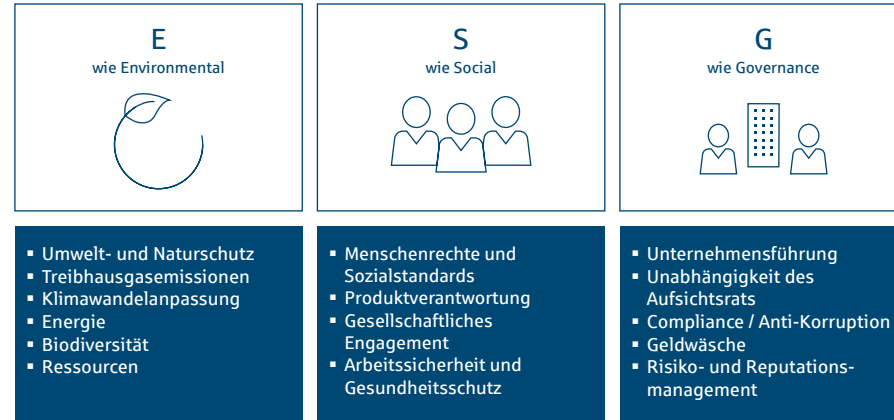 E
wie Environmental
▪ Umwelt- und Naturschutz
▪ Treibhausgasemissionen
▪ Klimawandelanpassung
▪ Energie
▪ Biodiversität
▪ Ressourcen
S
wie Social
▪ Menschenrechte und
Sozialstandards
▪ Produktverantwortung
▪ Gesellschaftliches
Engagement
▪ Arbeitssicherheit und
Gesundheitsschutz
G
wie Governance
▪ Unternehmensführung
▪ Unabhängigkeit des
Aufsichtsrats
▪ Compliance / Anti-Korruption
▪ Geldwäsche
▪ Risiko- und Reputations-
management